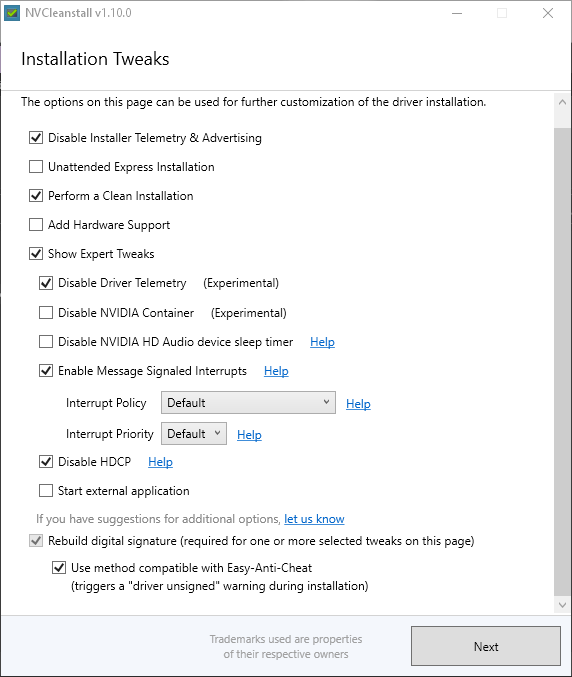 NVCleanstall v1.10.0
Installation Tweaks
The options on this page can be used for further customization of the driver installation.
Disable Installer Telemetry & Advertising
Unattended Express Installation
Perform a Clean Installation
Add Hardware Support
Show Expert Tweaks
Disable Driver Telemetry (Experimental)
Disable NVIDIA Container (Experimental)
Disable NVIDIA HD Audio device sleep timer Help
Enable Message Signaled Interrupts Help
Interrupt Policy Default Help
Interrupt Priority Default Help
Disable HDCP Help
Start external application
If you have suggestions for additional options, let us know
Rebuild digital signature (required for one or more selected tweaks on this page)
Use method compatible with Easy-Anti-Cheat
(triggers a "driver unsigned" warning during installation)
Trademarks used are properties
of their respective owners
Next